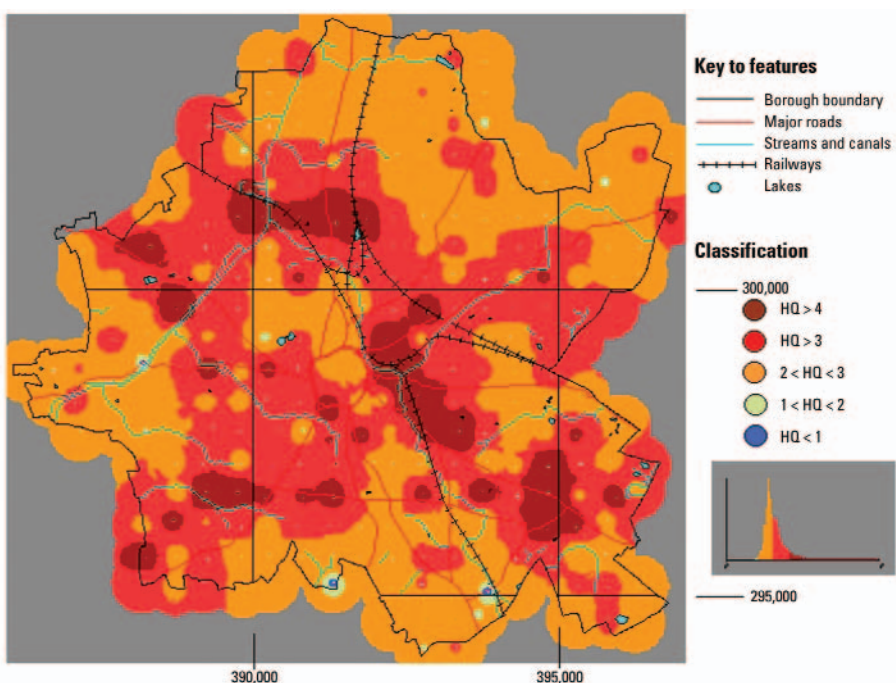 Key to features
Borough boundary
Major roads
Streams and canals
Railways
Lakes
Classification
300,000
HQ > 4
HQ > 3
2 < HQ < 3
1 < HQ < 2
HQ < 1
295,000
390,000 395,000